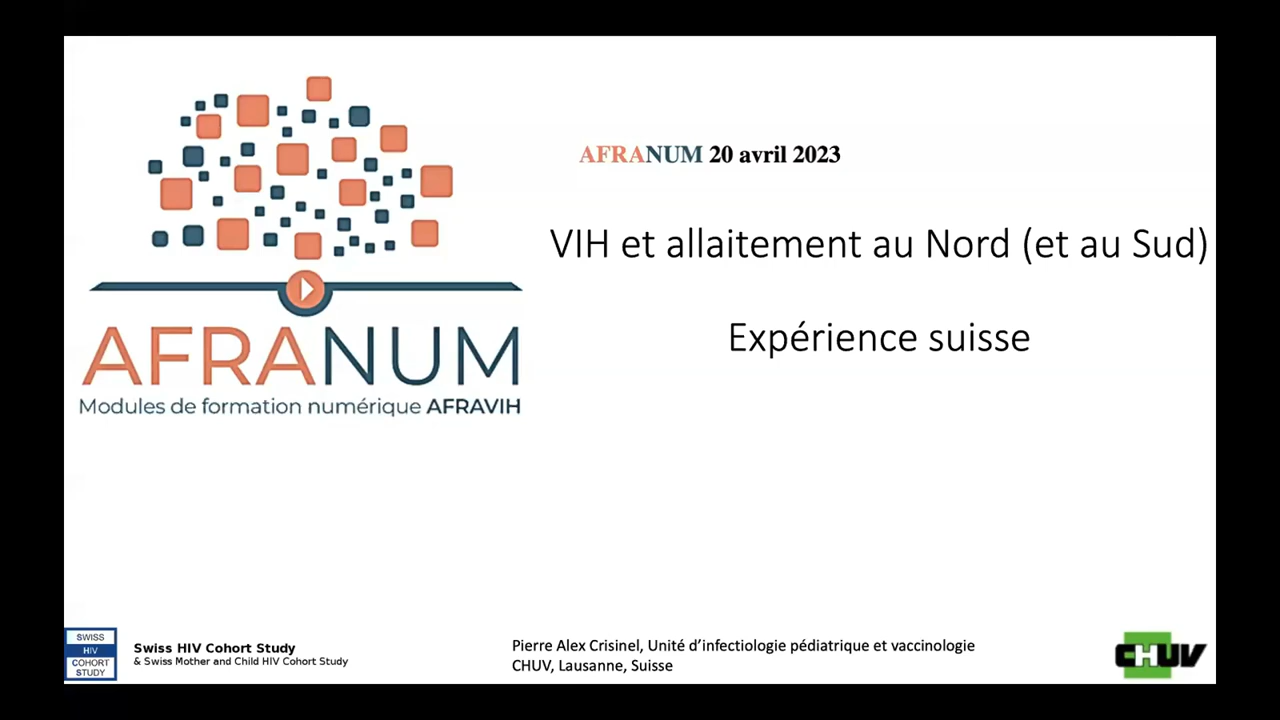 AFRANUM 20 avril 2023
VIH et allaitement au Nord (et au Sud)
Expérience suisse
AFRANUM
Modules de formation numérique AFRAVIH
SWISS
HIV
COHORT
STUDY
Swiss HIV Cohort Study
& Swiss Mother and Child HIV Cohort Study
Pierre Alex Crisinel, Unité d’infectiologie pédiatrique et vaccinologie
CHUV, Lausanne, Suisse
CHUV